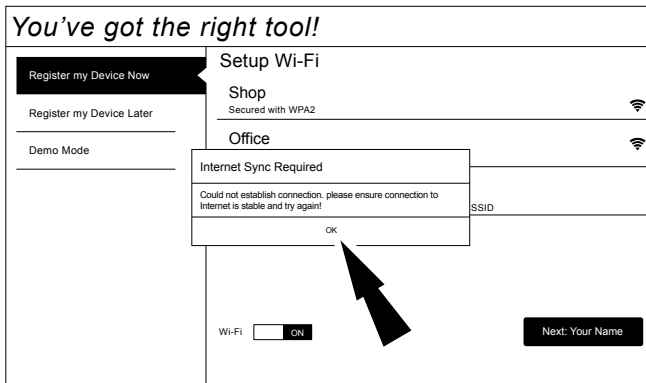 You've got the right tool!
Register my Device Now
Register my Device Later
Demo Mode
Setup Wi-Fi
Shop
Secured with WPA2
Office
Internet Sync Required
Could not establish connection. please ensure connection to
Internet is stable and try again!
OK
SSID
Wi-Fi
ON
Next: Your Name